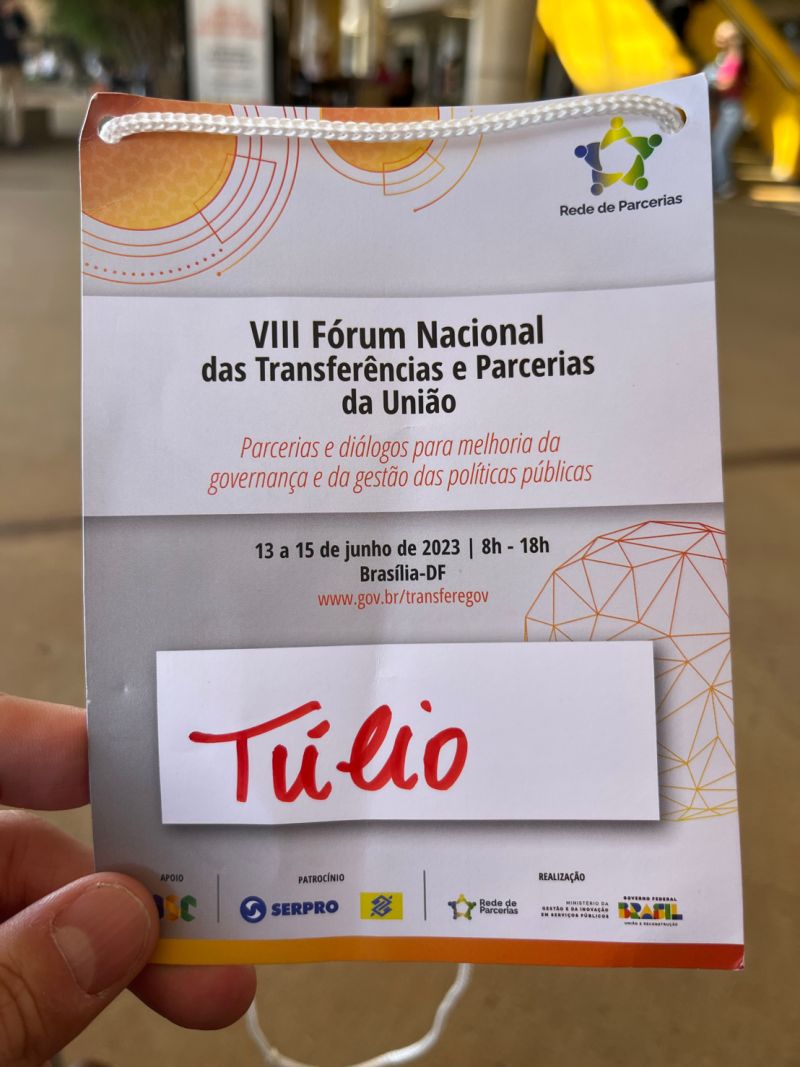 Rede de Parcerias
VIII Fórum Nacional
das Transferências e Parcerias
da União
Parcerias e diálogos para melhoria da
governança e da gestão das políticas públicas
13 a 15 de junho de 2023 | 8h - 18h
Brasília-DF
www.gov.br/transferegov
Túlio
APOIO
PATROCÍNIO
REALIZAÇÃO
SERPRO
Rede de
Parcerias
MINISTÉRIO DA
GESTÃO E DA INOVAÇÃO
EM SERVIÇOS PÚBLICOS
GOVERNO FEDERAL
BRASIL
UNIÃO E RECONSTRUÇÃO